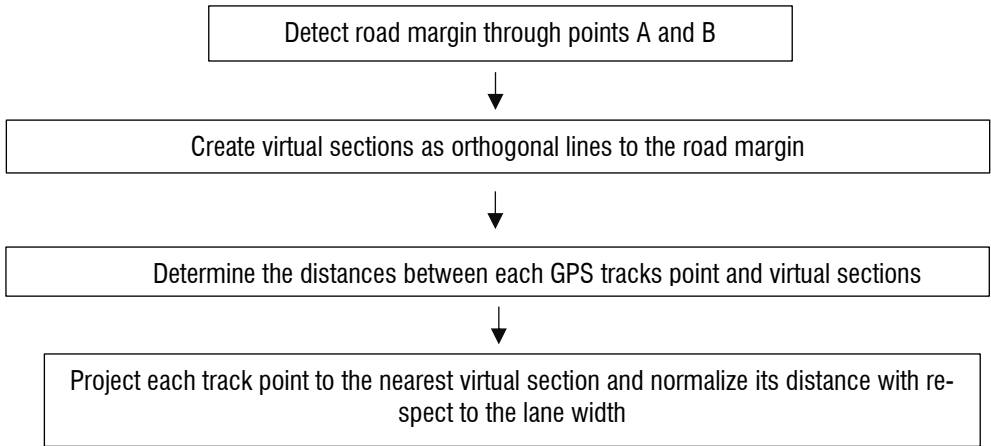 Detect road margin through points A and B
Create virtual sections as orthogonal lines to the road margin
Determine the distances between each GPS tracks point and virtual sections
Project each track point to the nearest virtual section and normalize its distance with re-
spect to the lane width